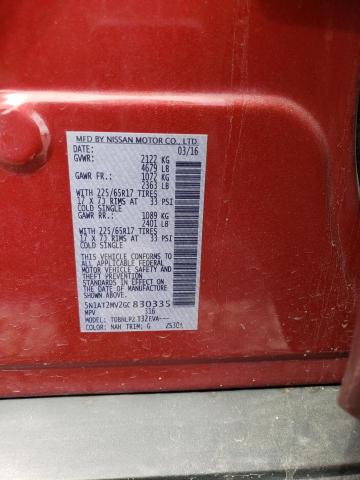 MFD BY NISSAN MOTOR CO., LTD.
DATE: 03/16
GVWR: 2122 KG
4679 LB
GAWR FR.: 1072 KG
2363 LB
WITH 225/65R17 TIRES
17 X 7J RIMS AT 33 PSI
COLD SINGLE
GAWR RR.: 1089 KG
2401 LB
WITH 225/65R17 TIRES
17 X 7J RIMS AT 33 PSI
COLD SINGLE
THIS VEHICLE CONFORMS
TO ALL APPLICABLE FEDERAL
MOTOR VEHICLE SAFETY,
BUMPER, AND THEFT
PREVENTION STANDARDS
IN EFFECT ON THE DATE OF
MANUFACTURE SHOWN ABOVE.
5N1AT2MV2GC830335
MPV 316
MODEL:
COLOR: NAH TRIM: G